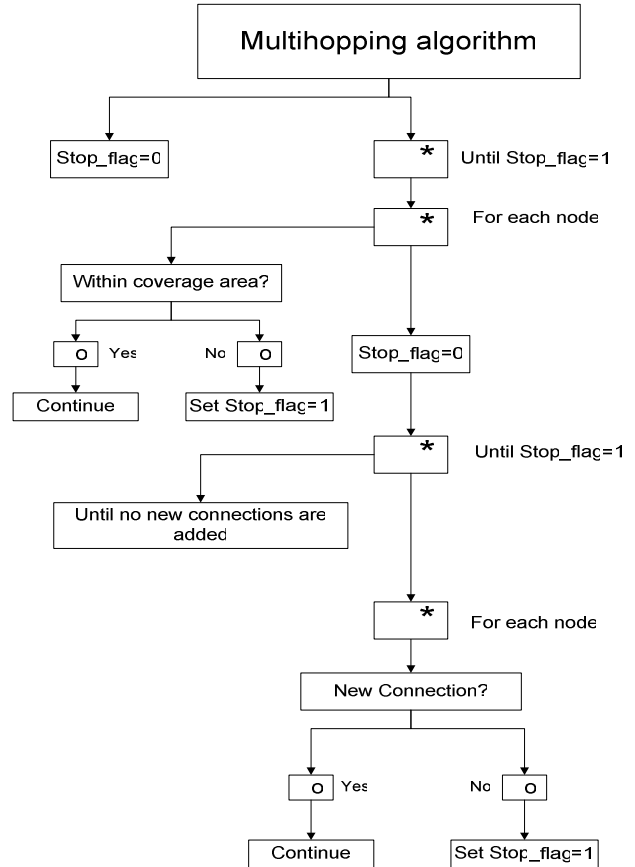 Multihopping algorithm
Stop_flag=0
*
Until Stop_flag=1
*
For each node
Within coverage area?
O
Yes
No
O
Stop_flag=0
Continue
Set Stop_flag=1
*
Until Stop_flag=1
Until no new connections are
added
*
For each node
New Connection?
O
Yes
No
O
Continue
Set Stop_flag=1